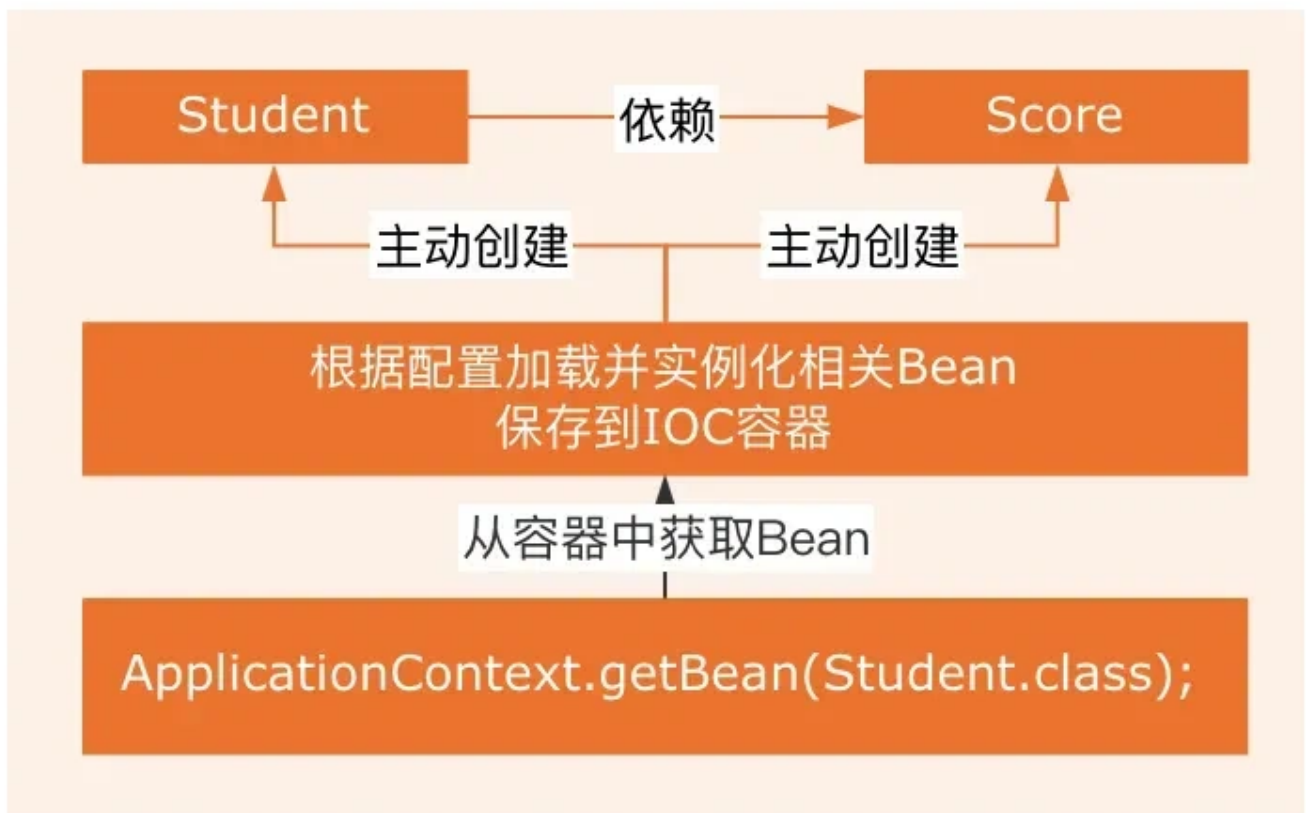 Student
依赖
Score
主动创建
主动创建
根据配置加载并实例化相关Bean
保存到IOC容器
从容器中获取Bean
ApplicationContext.getBean(Student.class);